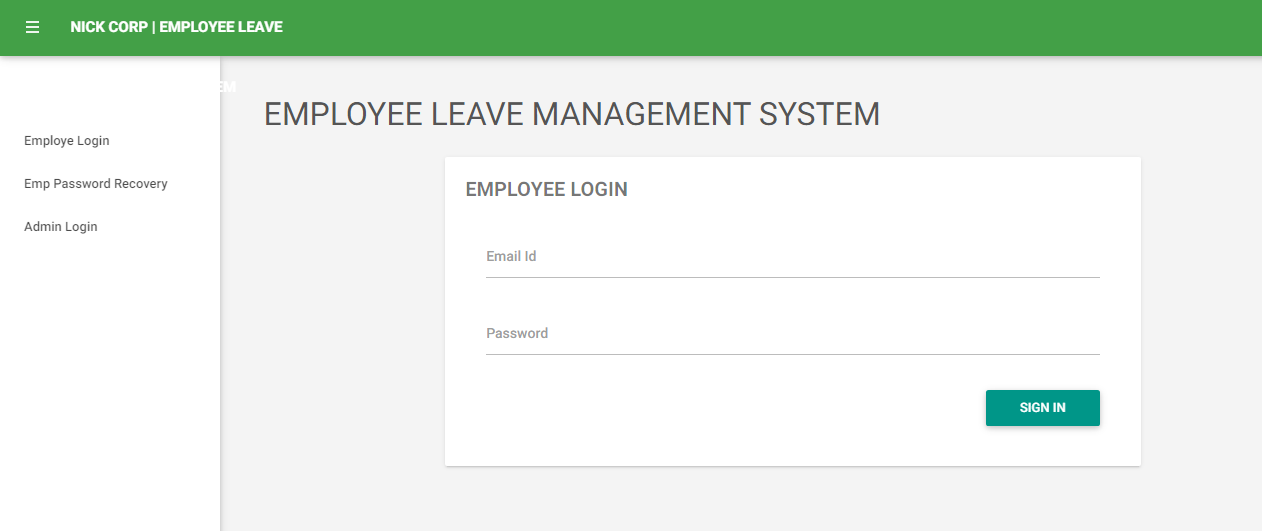 NICK CORP | EMPLOYEE LEAVE
EM
EMPLOYEE LEAVE MANAGEMENT SYSTEM
Employe Login
Emp Password Recovery
Admin Login
EMPLOYEE LOGIN
Email Id
Password
SIGN IN